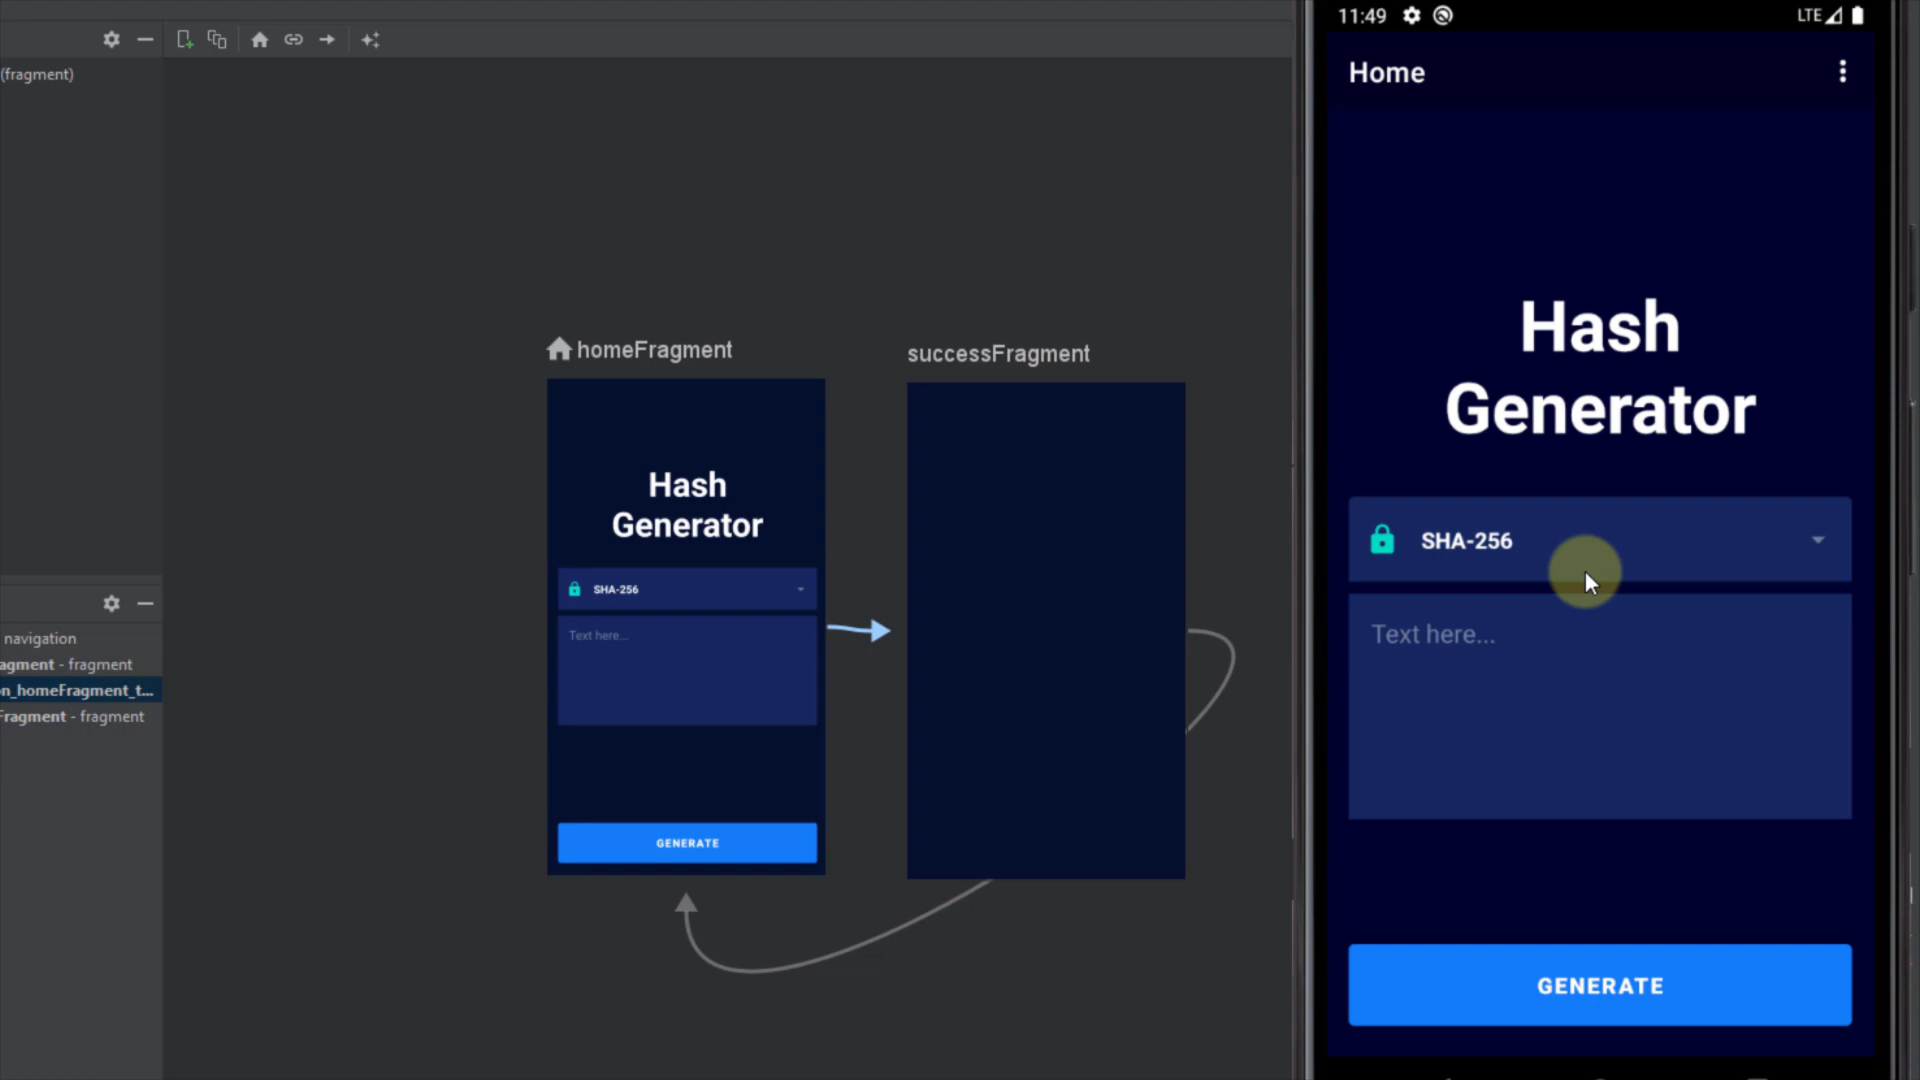 (fragment)
navigation
agment - fragment
on_homeFragment_t...
Fragment - fragment
homeFragment
Hash
Generator
SHA-256
Text here...
GENERATE
successFragment
11:49
LTE
Home
Hash
Generator
SHA-256
Text here...
GENERATE